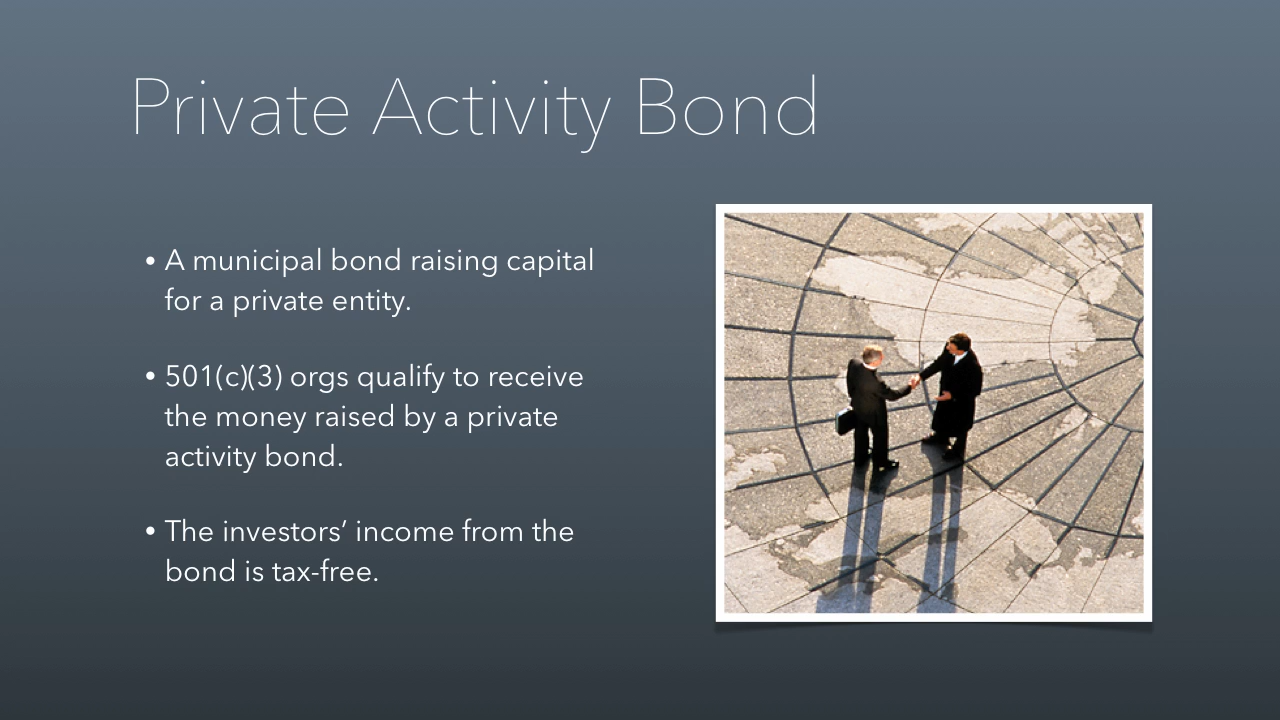 Private Activity Bond
• A municipal bond raising capital
for a private entity.
• 501(c)(3) orgs qualify to receive
the money raised by a private
activity bond.
• The investors’ income from the
bond is tax-free.